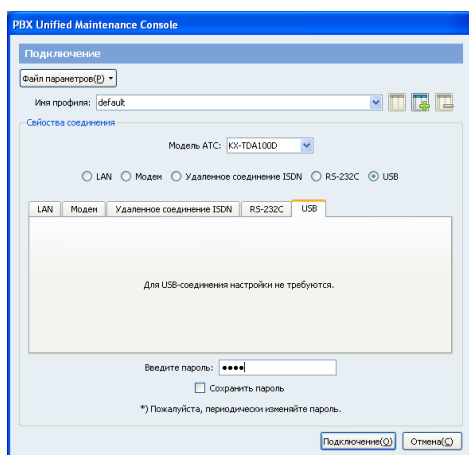 PBX Unified Maintenance Console
Подключение
Файл параметров(P)
Имя профиля: default
Свойства соединения
Модель АТС: KX-TDA100D
LAN Модем Удаленное соединение ISDN RS-232C USB
LAN Модем Удаленное соединение ISDN RS-232C USB
Для USB-соединения настройки не требуются.
Введите пароль: ●●●●
Сохранить пароль
*) Пожалуйста, периодически изменяйте пароль.
Подключение(O) Отмена(C)